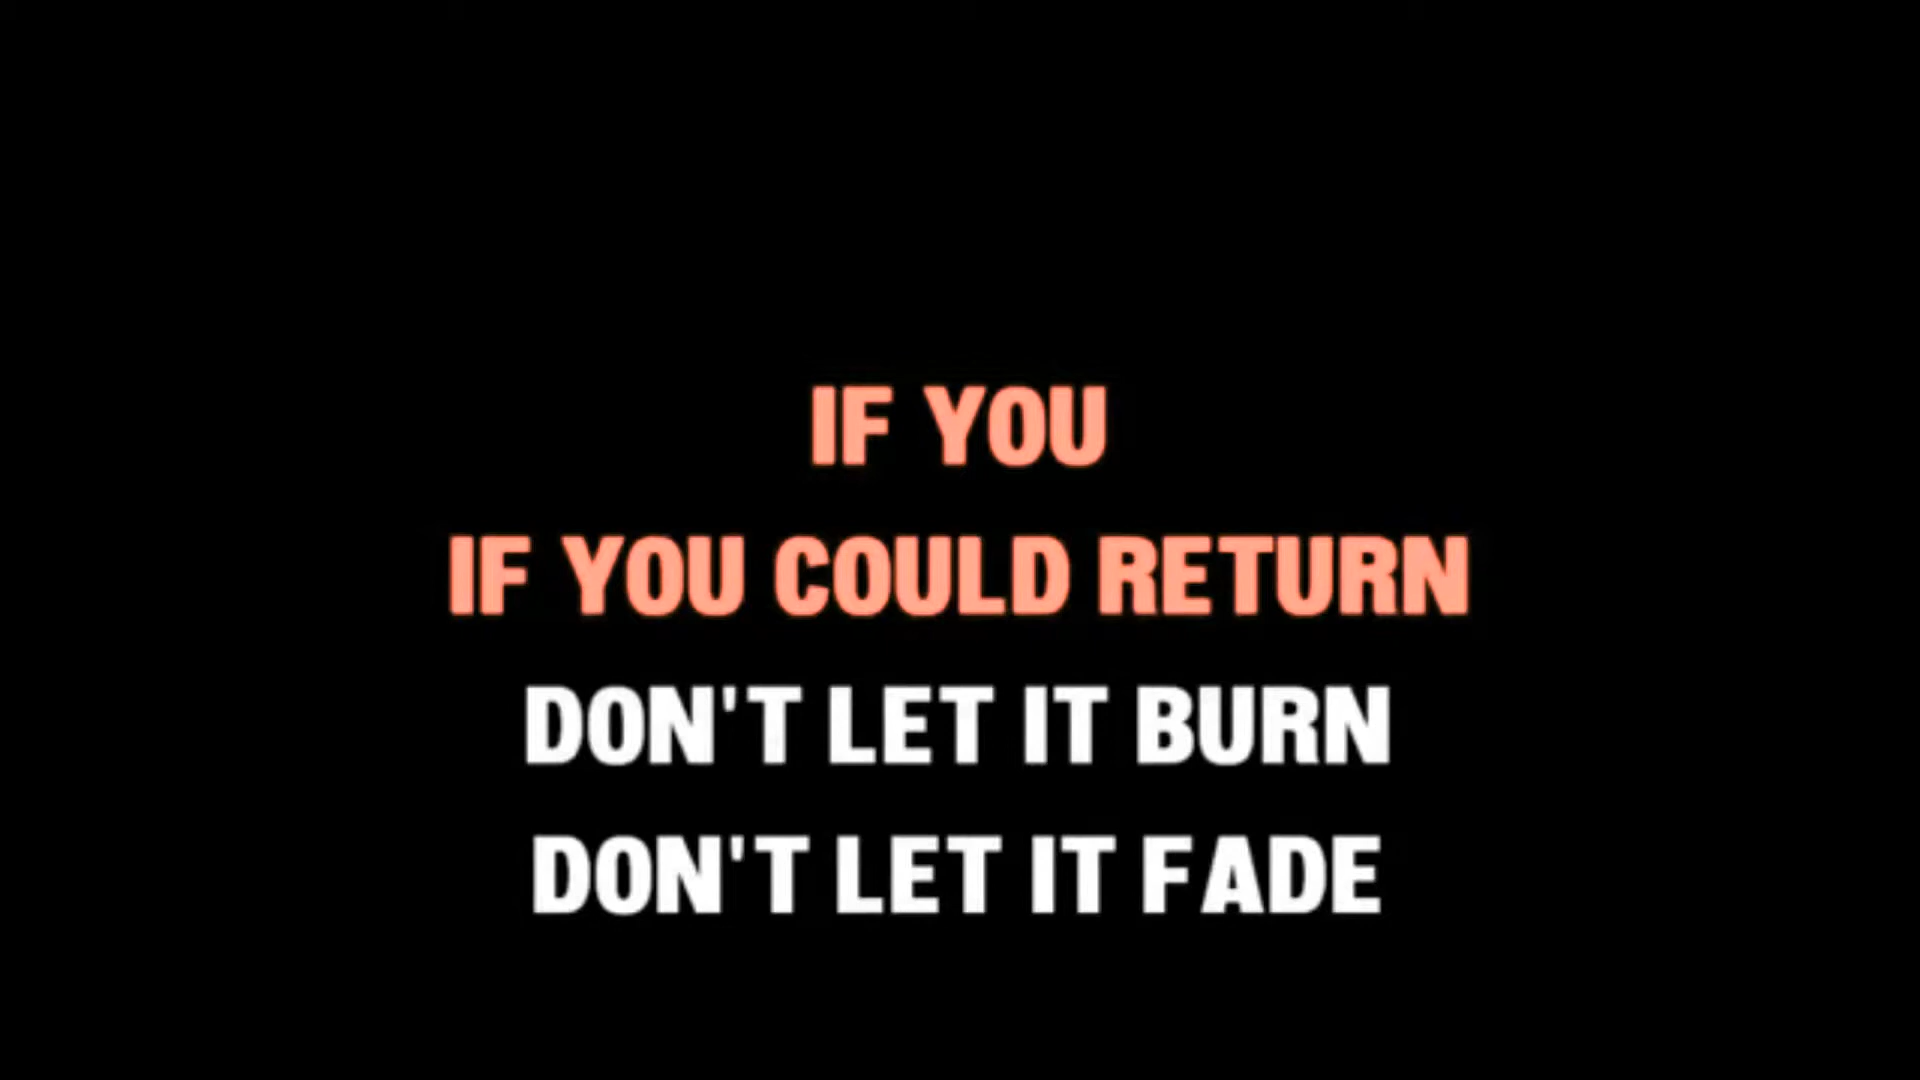 IF YOU
IF YOU COULD RETURN
DON'T LET IT BURN
DON'T LET IT FADE